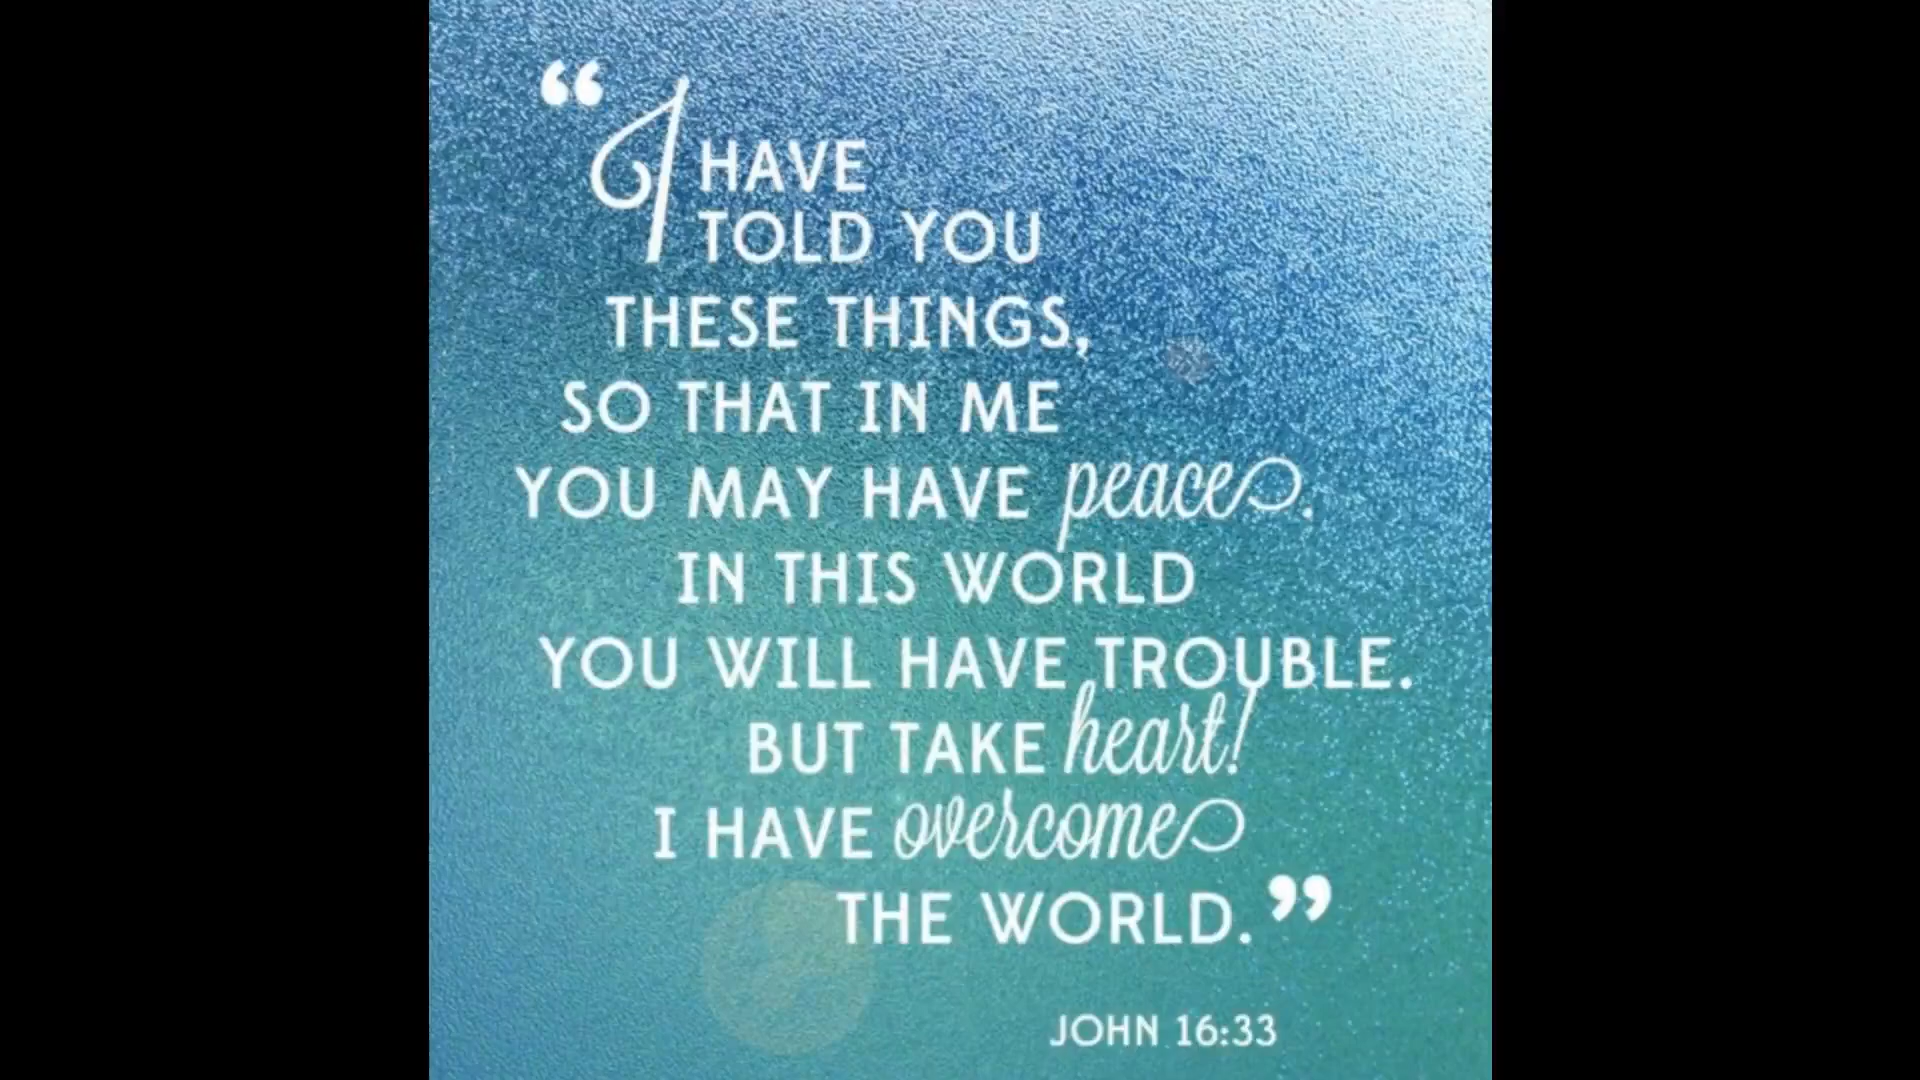 “I HAVE
TOLD YOU
THESE THINGS,
SO THAT IN ME
YOU MAY HAVE peace.
IN THIS WORLD
YOU WILL HAVE TROUBLE.
BUT TAKE heart!
I HAVE overcome
THE WORLD.”
JOHN 16:33